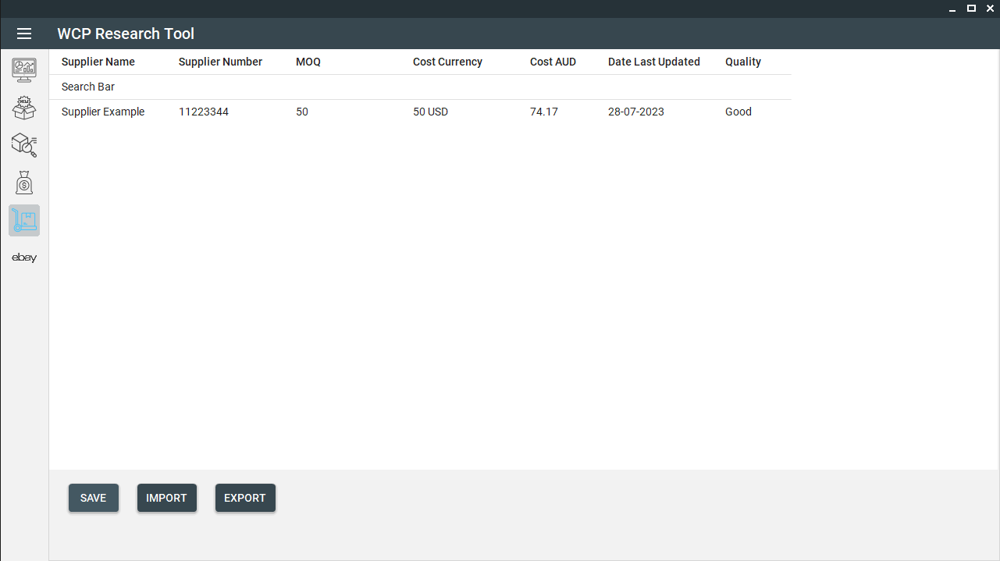 WCP Research Tool
Supplier Name Supplier Number MOQ Cost Currency Cost AUD Date Last Updated Quality
Search Bar
Supplier Example 11223344 50 50 USD 74.17 28-07-2023 Good
NEW
ebay
SAVE IMPORT EXPORT